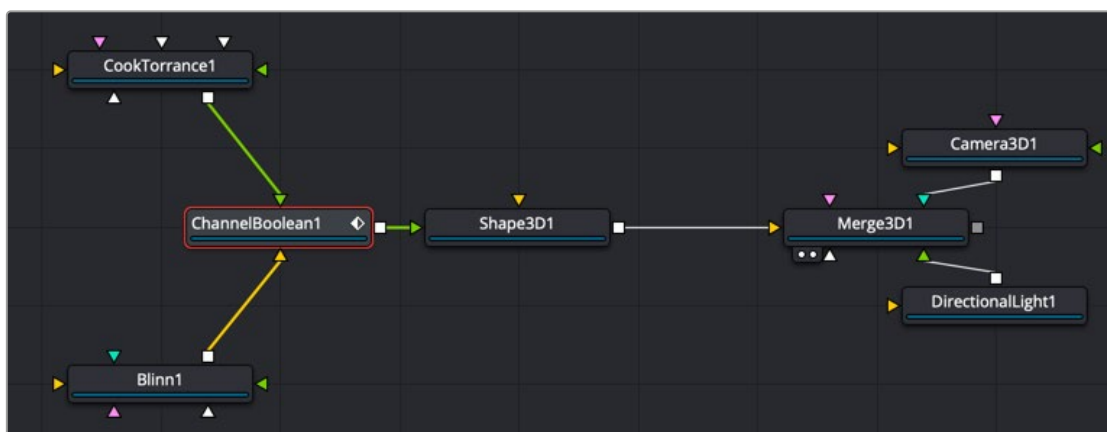 CookTorrance1
Camera3D1
ChannelBoolean1
Shape3D1
Merge3D1
DirectionalLight1
Blinn1